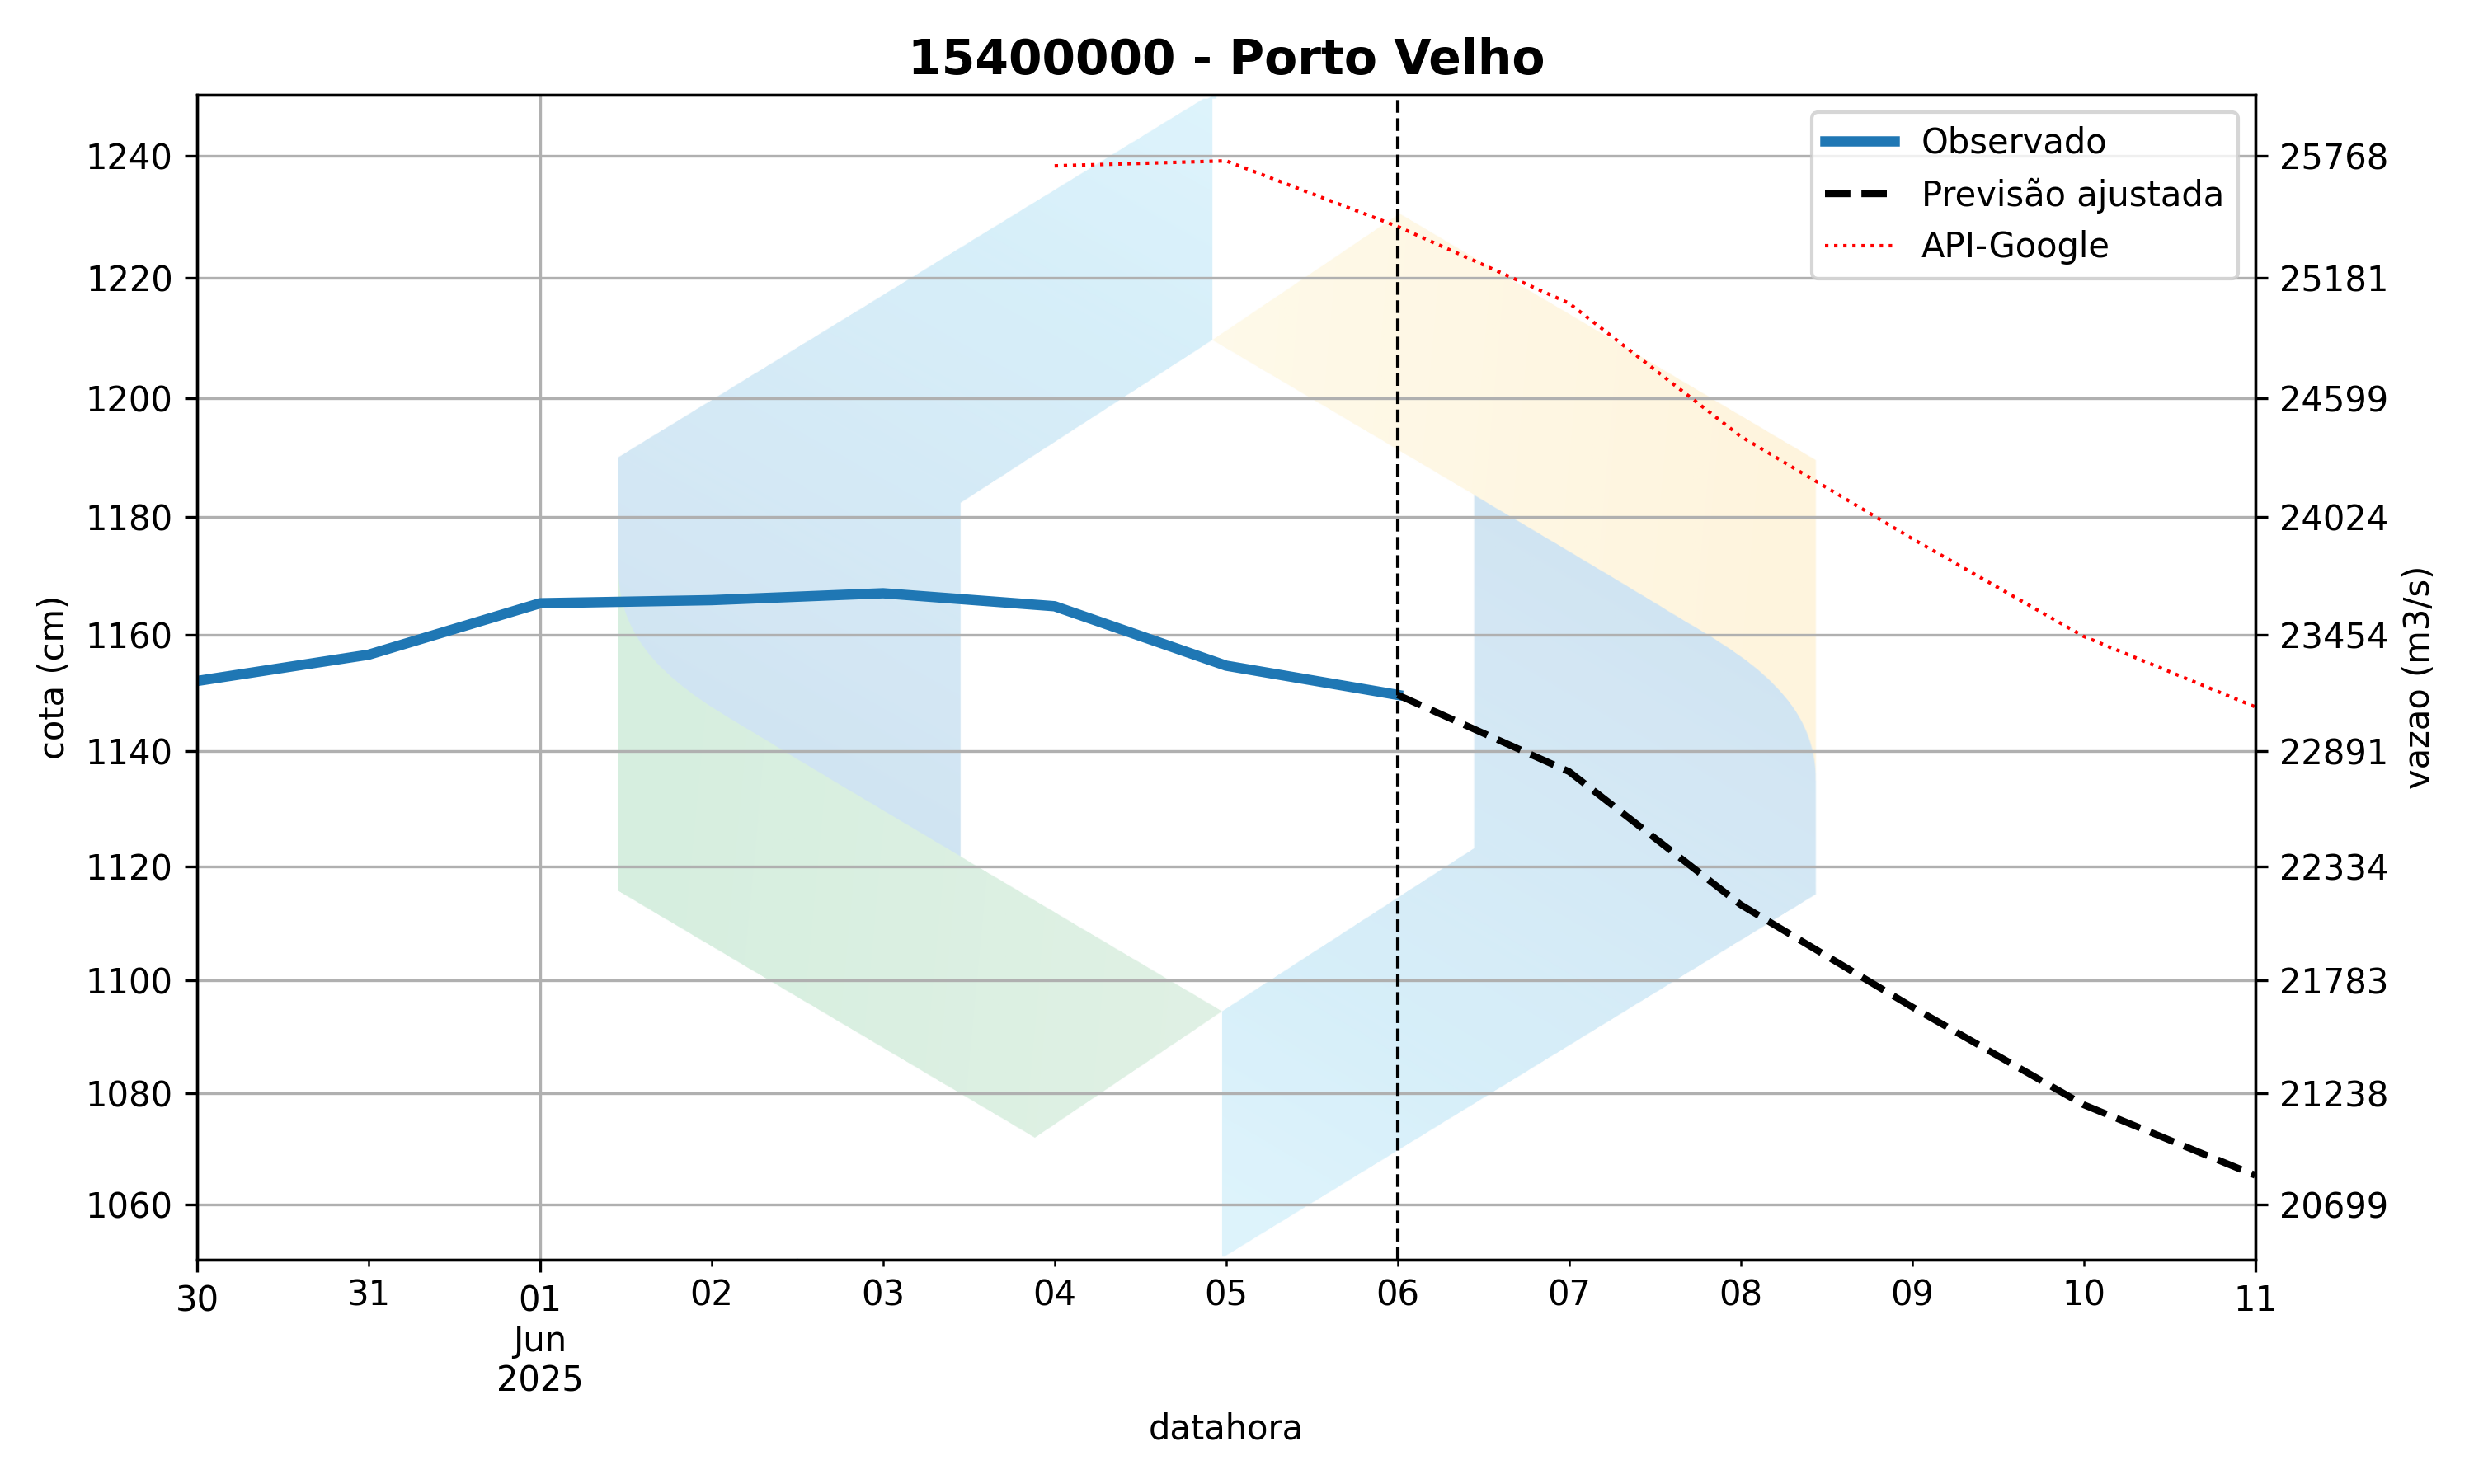 15400000 - Porto Velho
Observado
Previsão ajustada
API-Google
cota (cm)
1240
1220
1200
1180
1160
1140
1120
1100
1080
1060
25768
25181
24599
24024
23454
22891
22334
21783
21238
20699
vazao (m3/s)
30 31 01 02 03 04 05 06 07 08 09 10 11
Jun
2025
datahora